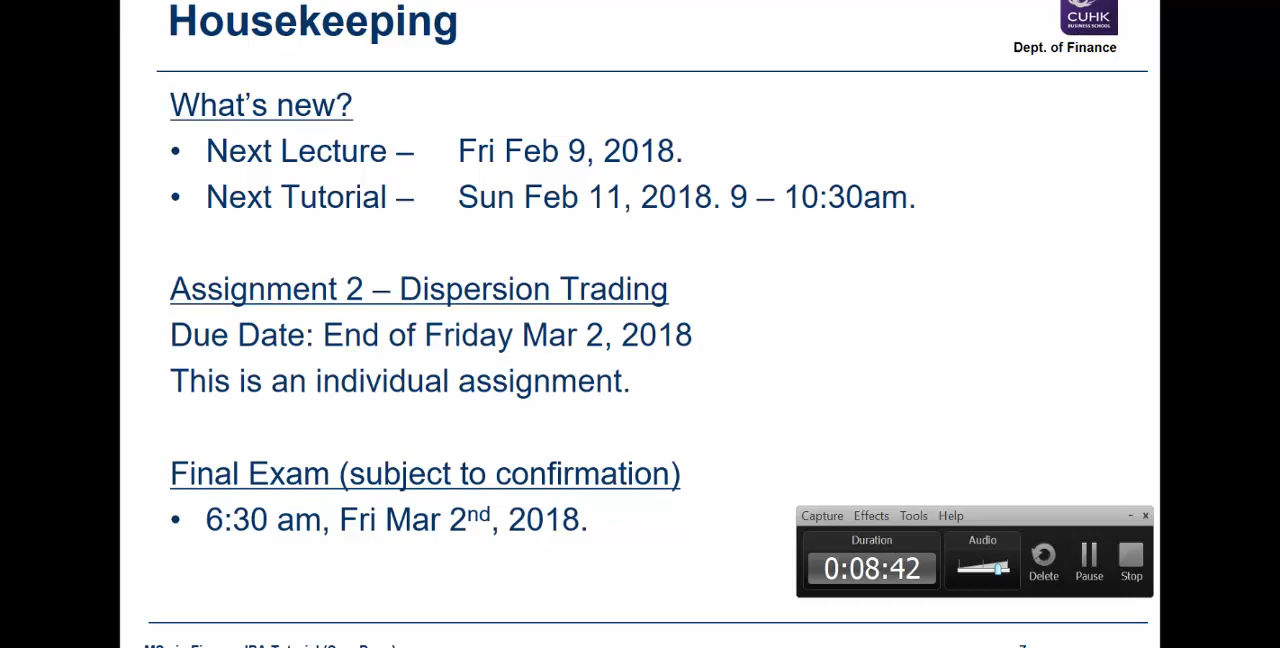 Housekeeping
CUHK
BUSINESS SCHOOL
Dept. of Finance
What's new?
• Next Lecture – Fri Feb 9, 2018.
• Next Tutorial – Sun Feb 11, 2018. 9 – 10:30am.
Assignment 2 – Dispersion Trading
Due Date: End of Friday Mar 2, 2018
This is an individual assignment.
Final Exam (subject to confirmation)
• 6:30 am, Fri Mar 2nd, 2018.
Capture Effects Tools Help
Duration
Audio
0:08:42
Delete Pause Stop